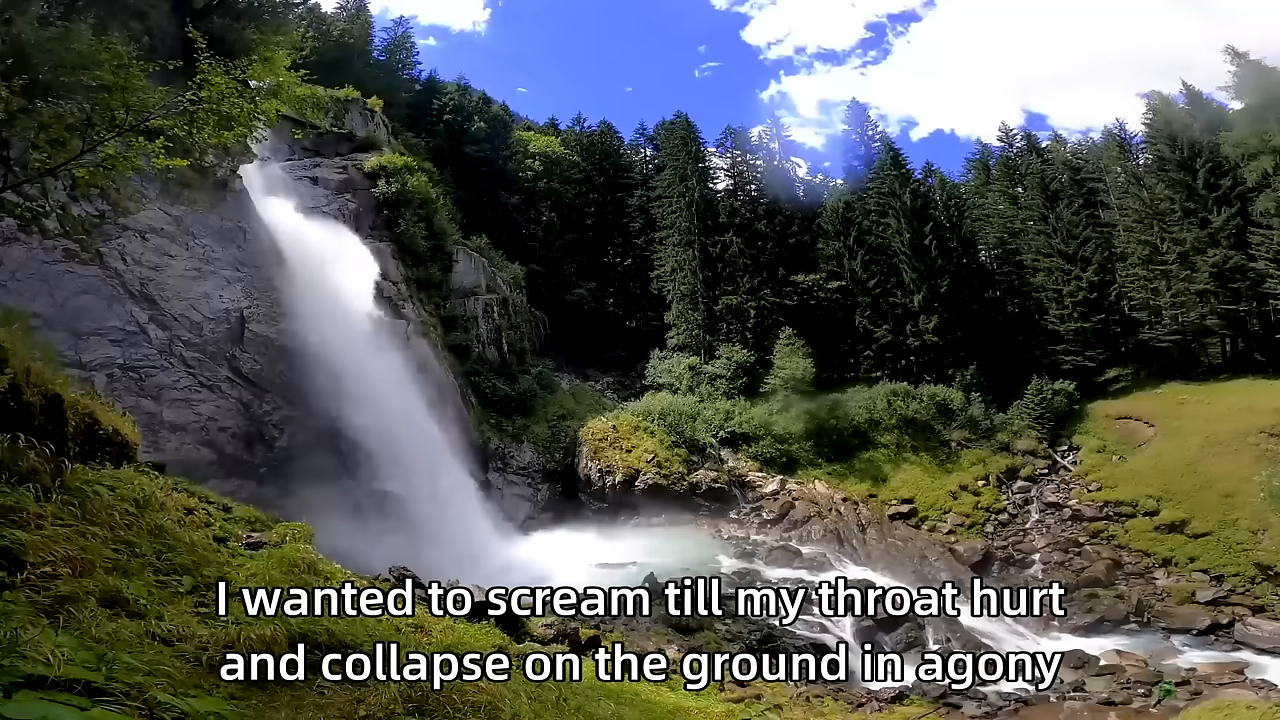 I wanted to scream till my throat hurt
and collapse on the ground in agony